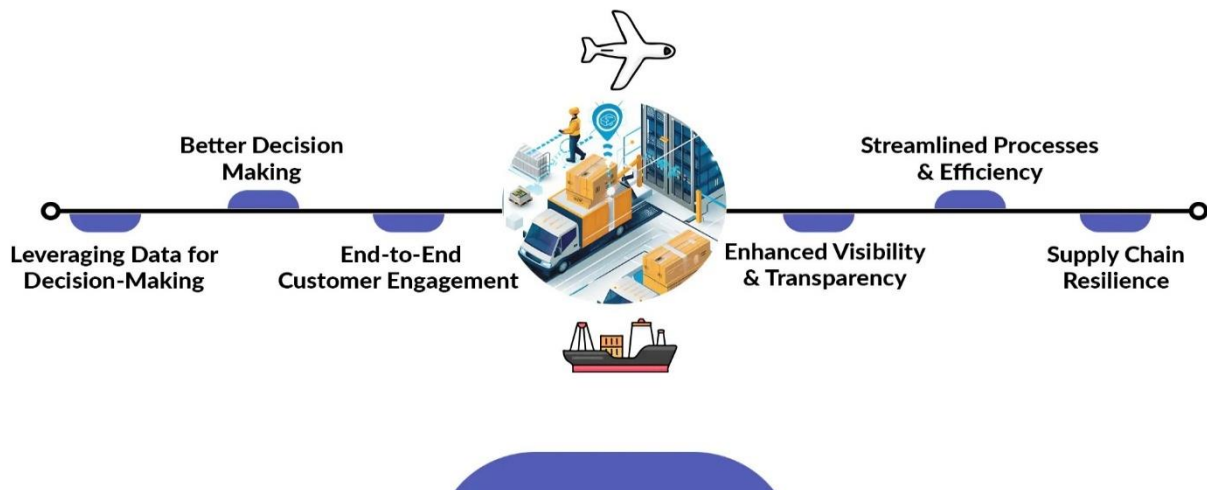 Better Decision
Making
Streamlined Processes
& Efficiency
Leveraging Data for
Decision-Making
End-to-End
Customer Engagement
Enhanced Visibility
& Transparency
Supply Chain
Resilience